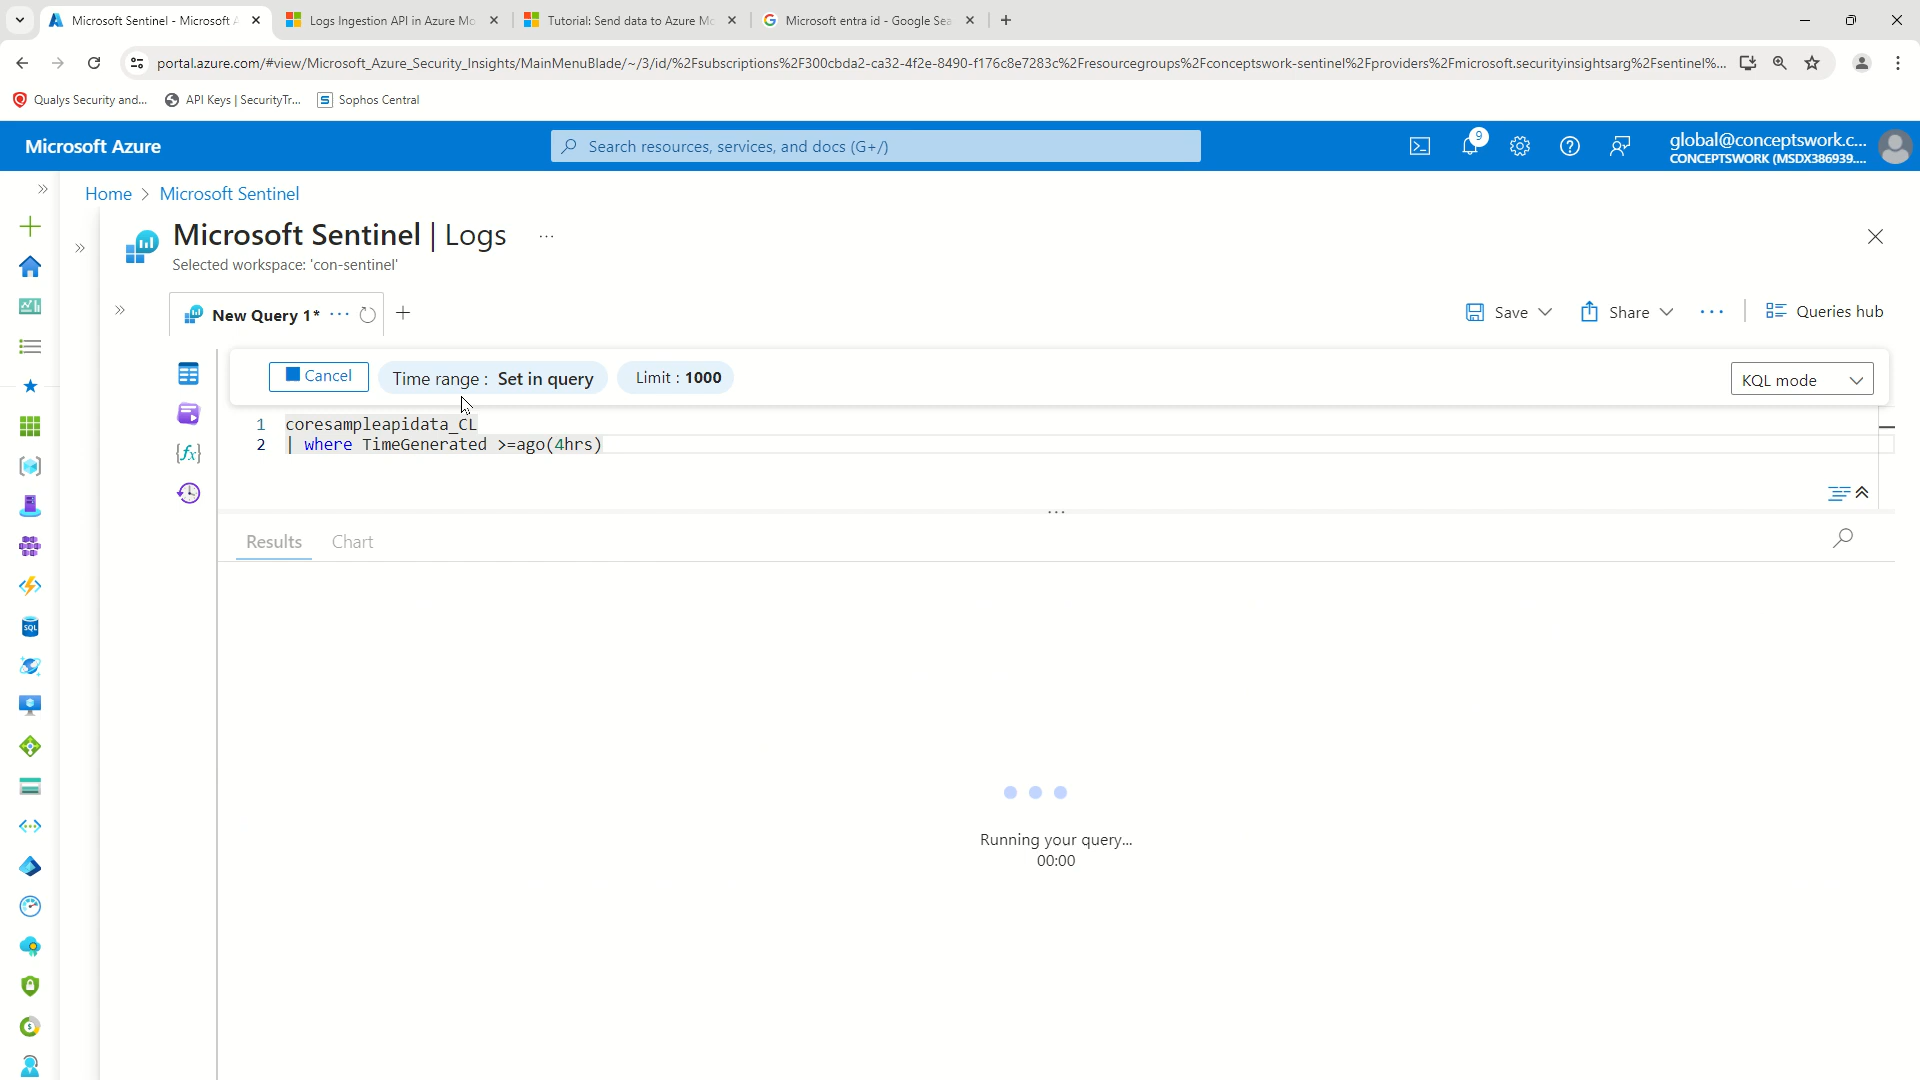 Microsoft Sentinel - Microsoft A
Logs Ingestion API in Azure Mo
Tutorial: Send data to Azure Mo
Microsoft entra id - Google Sea
portal.azure.com/#view/Microsoft_Azure_Security_Insights/MainMenuBlade/~/3/id/%2Fsubscriptions%2F300cbda2-ca32-4f2e-8490-f176c8e7283c%2Fresourcegroups%2Fconceptswork-sentinel%2Fproviders%2Fmicrosoft.securityinsightsarg%2Fsentinel%...
Qualys Security and...
API Keys | SecurityTr...
S Sophos Central
Microsoft Azure
Search resources, services, and docs (G+/)
9
global@conceptswork.c...
CONCEPTSWORK (MSDX386939....
Home > Microsoft Sentinel
Microsoft Sentinel | Logs ...
Selected workspace: 'con-sentinel'
New Query 1* ...
Save
Share
...
Queries hub
Cancel
Time range : Set in query
Limit : 1000
KQL mode
1 coresampleapidata_CL
2 | where TimeGenerated >=ago(4hrs)
...
Results
Chart
Running your query...
00:00
SQL